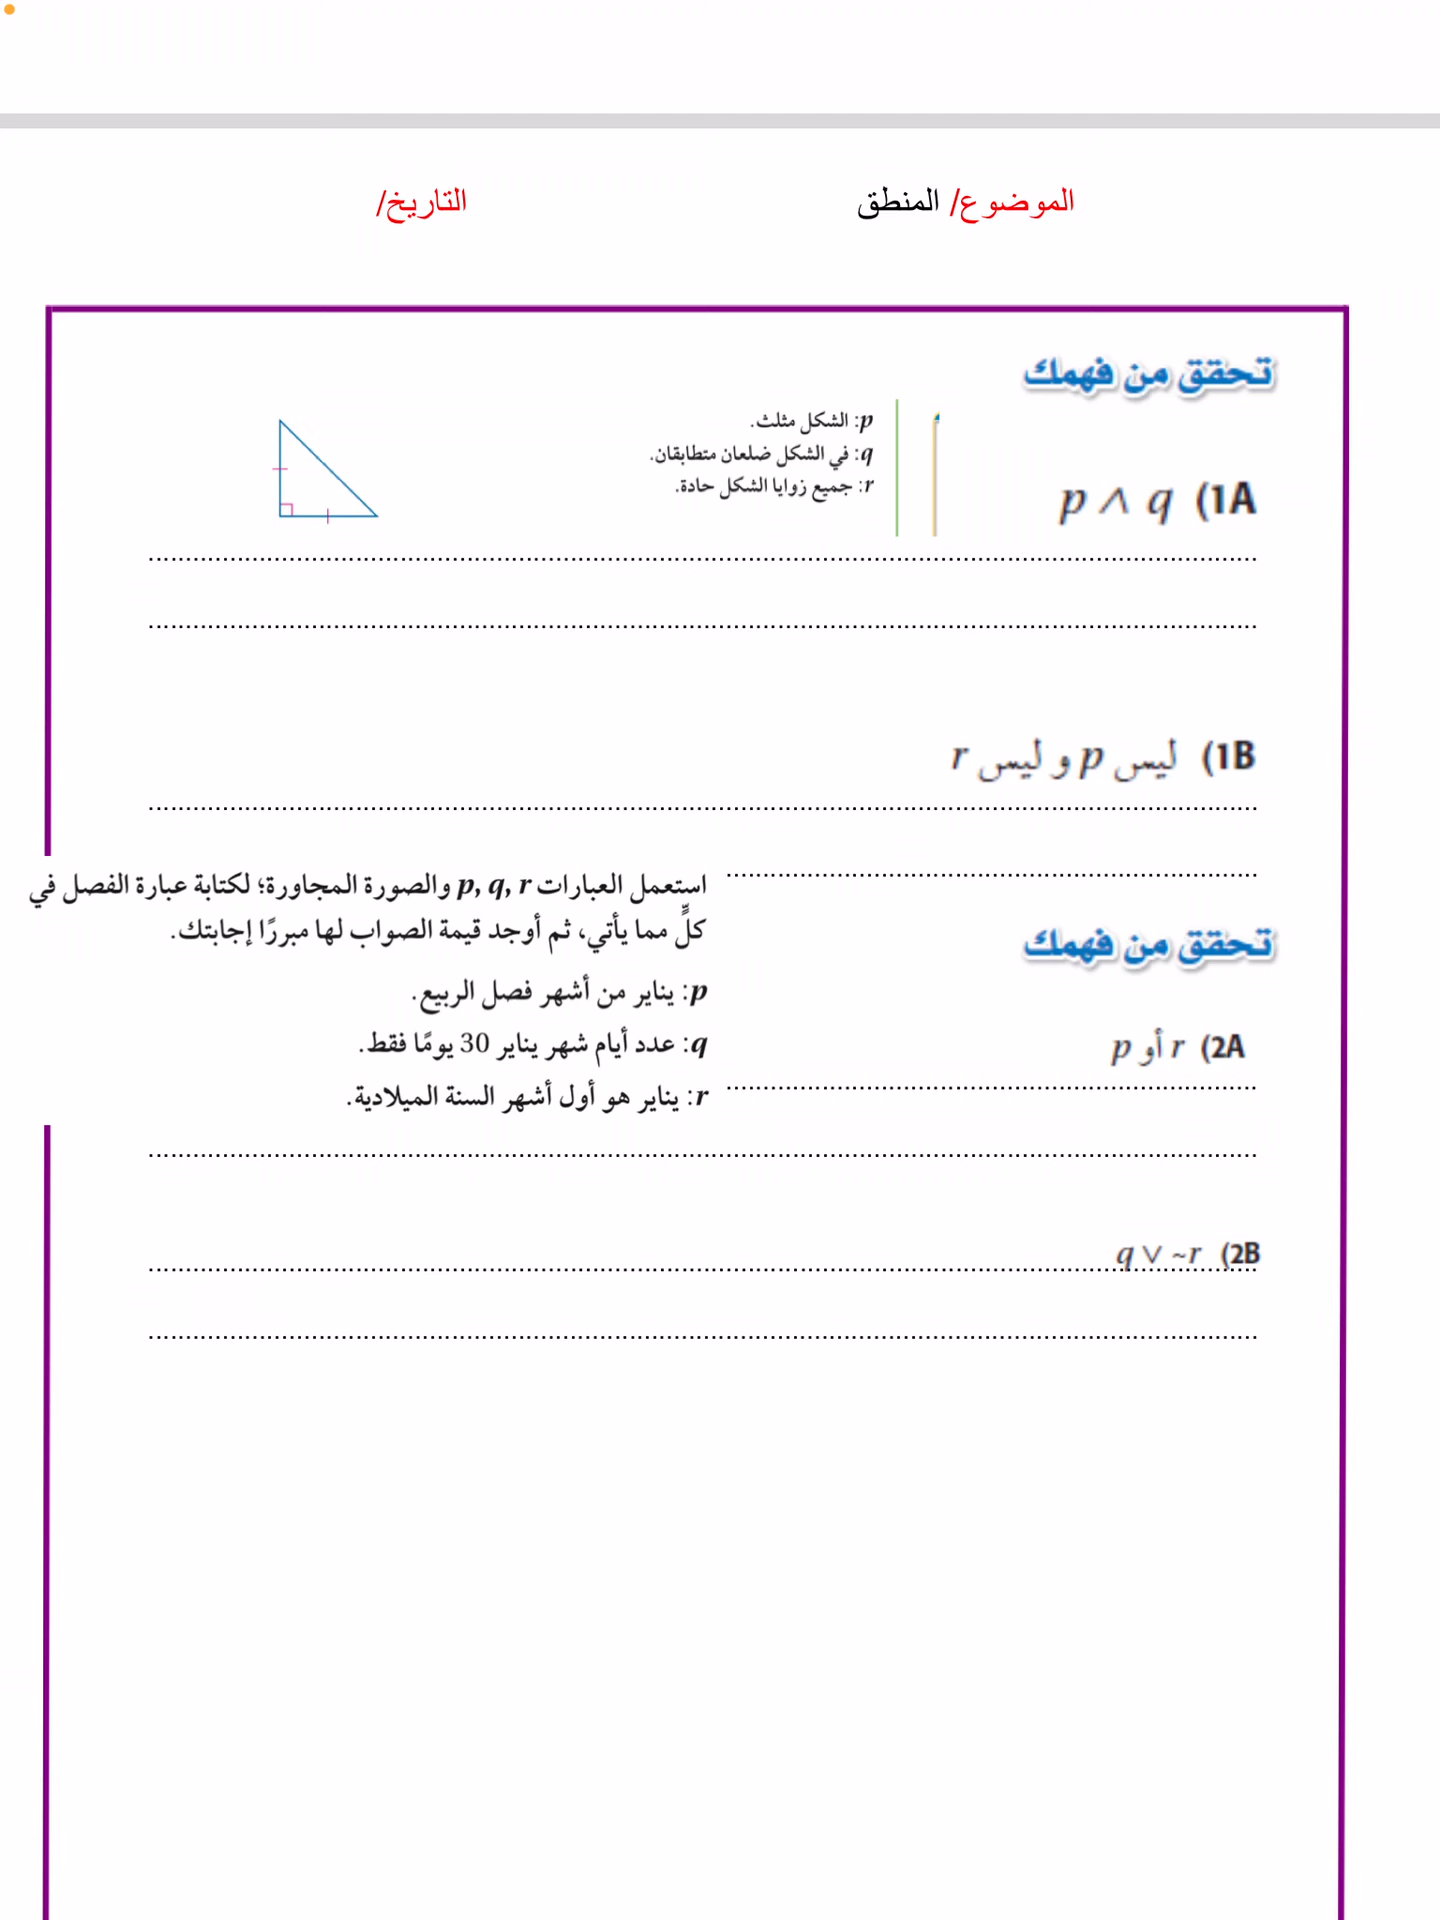 الموضوع/ المنطق
التاريخ/
تحقق من فهمك
p: الشكل مثلث.
q: في الشكل ضلعان متطابقان.
r: جميع زوايا الشكل حادة.
1A) p ∧ q
1B) ليس p و ليس r
استعمل العبارات p, q, r والصورة المجاورة؛ لكتابة عبارة الفصل في
كلٍّ مما يأتي، ثم أوجد قيمة الصواب لها مبررًا إجابتك.
تحقق من فهمك
p: يناير من أشهر فصل الربيع.
q: عدد أيام شهر يناير 30 يومًا فقط.
r: يناير هو أول أشهر السنة الميلادية.
2A) r أو p
2B) q ∨ ~r